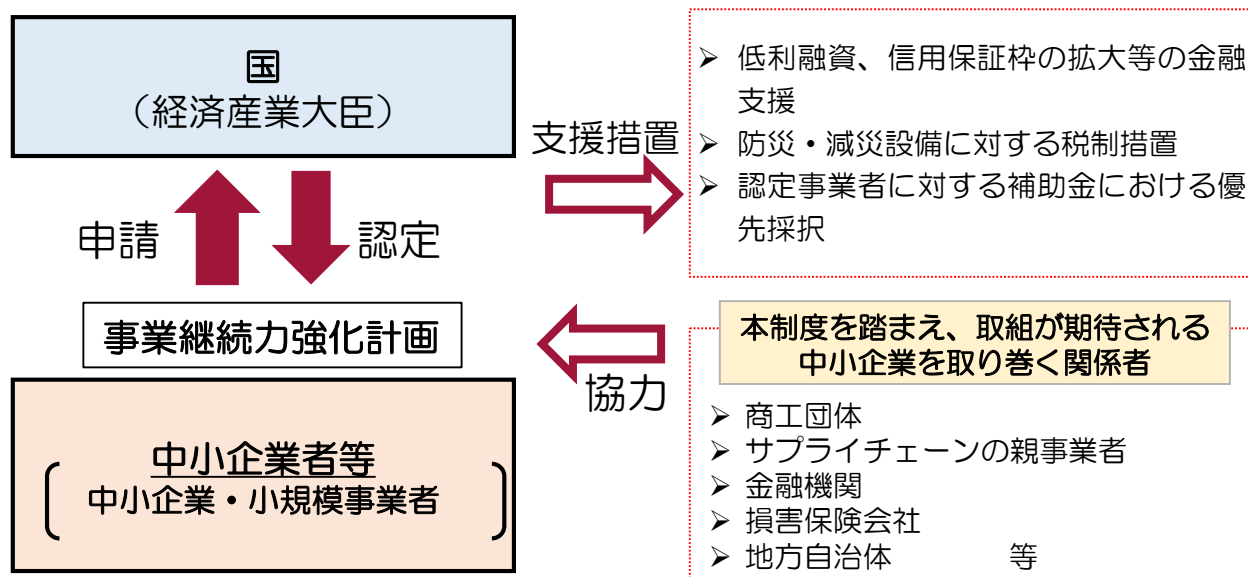 国
（経済産業大臣）
支援措置
➢ 低利融資、信用保証枠の拡大等の金融
支援
➢ 防災・減災設備に対する税制措置
➢ 認定事業者に対する補助金における優
先採択
申請
認定
事業継続力強化計画
中小企業者等
中小企業・小規模事業者
協力
本制度を踏まえ、取組が期待される
中小企業を取り巻く関係者
➢ 商工団体
➢ サプライチェーンの親事業者
➢ 金融機関
➢ 損害保険会社
➢ 地方自治体　　　　等